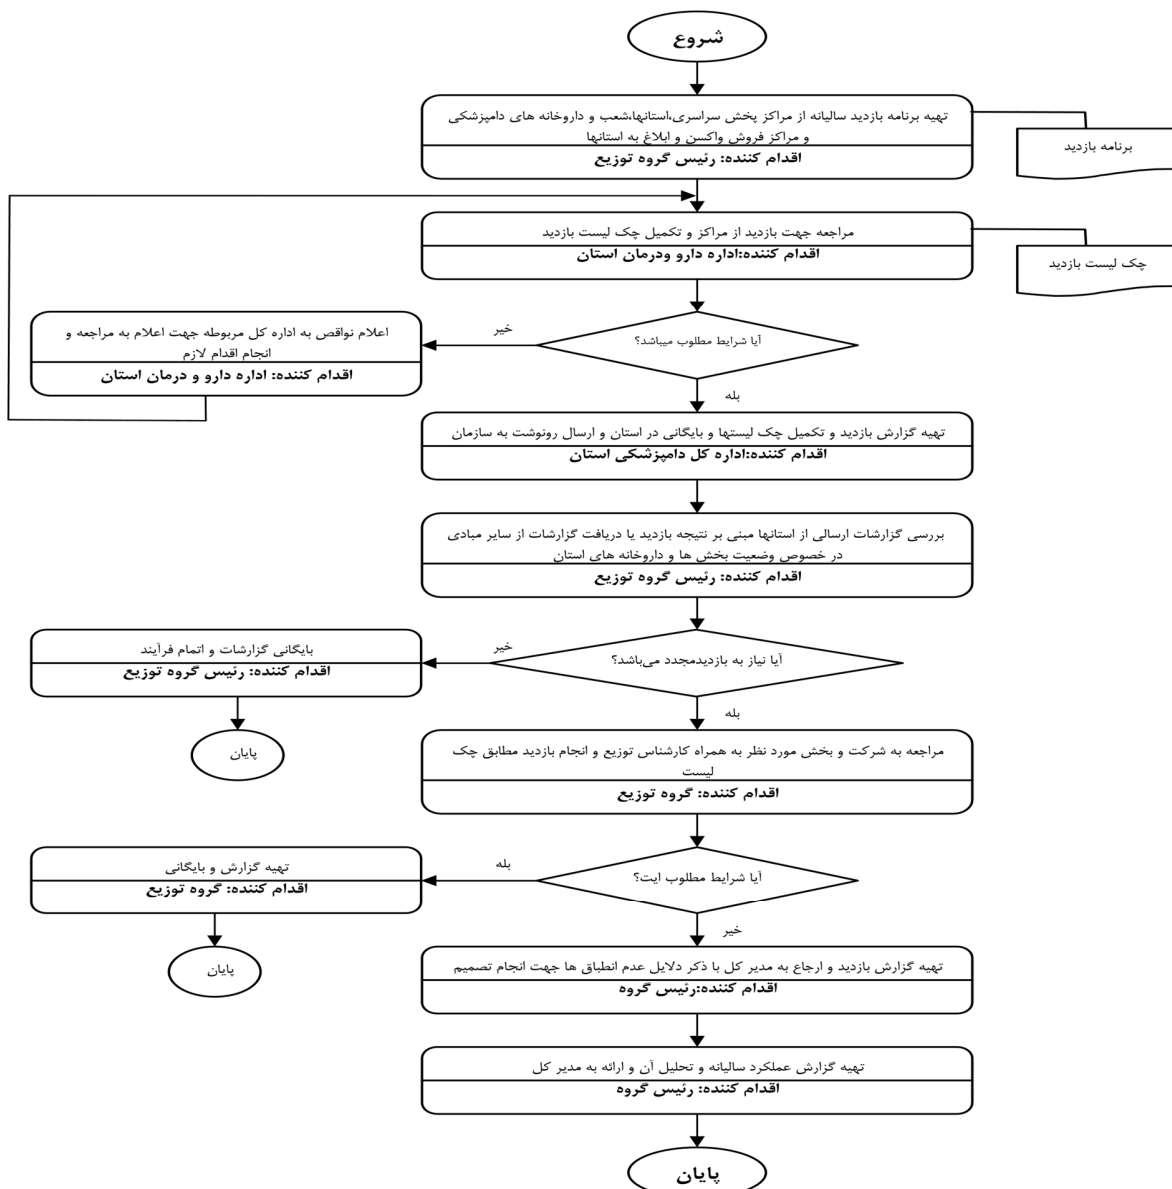 شروع
تهیه برنامه بازدید سالیانه از مراکز پخش سراسری،استانها،شعب و داروخانه های دامپزشکی
و مراکز فروش واکسن و ابلاغ به استانها
اقدام کننده: رئیس گروه توزیع
برنامه بازدید
مراجعه جهت بازدید از مراکز و تکمیل چک لیست بازدید
اقدام کننده:اداره دارو ودرمان استان
چک لیست بازدید
آیا شرایط مطلوب میباشد؟
خیر
اعلام نواقص به اداره کل مربوطه جهت اعلام به مراجعه و
انجام اقدام لازم
اقدام کننده: اداره دارو و درمان استان
بله
تهیه گزارش بازدید و تکمیل چک لیستها و بایگانی در استان و ارسال رونوشت به سازمان
اقدام کننده:اداره کل دامپزشکی استان
بررسی گزارشات ارسالی از استانها مبنی بر نتیجه بازدید یا دریافت گزارشات از سایر مبادی
در خصوص وضعیت بخش ها و داروخانه های استان
اقدام کننده: رئیس گروه توزیع
آیا نیاز به بازدیدمجدد می‌باشد؟
خیر
بایگانی گزارشات و اتمام فرآیند
اقدام کننده: رئیس گروه توزیع
پایان
بله
مراجعه به شرکت و بخش مورد نظر به همراه کارشناس توزیع و انجام بازدید مطابق چک
لیست
اقدام کننده: گروه توزیع
آیا شرایط مطلوب ایت؟
بله
تهیه گزارش و بایگانی
اقدام کننده: گروه توزیع
پایان
خیر
تهیه گزارش بازدید و ارجاع به مدیر کل با ذکر دلایل عدم انطباق ها جهت انجام تصمیم
اقدام کننده:رئیس گروه
تهیه گزارش عملکرد سالیانه و تحلیل آن و ارائه به مدیر کل
اقدام کننده: رئیس گروه
پایان